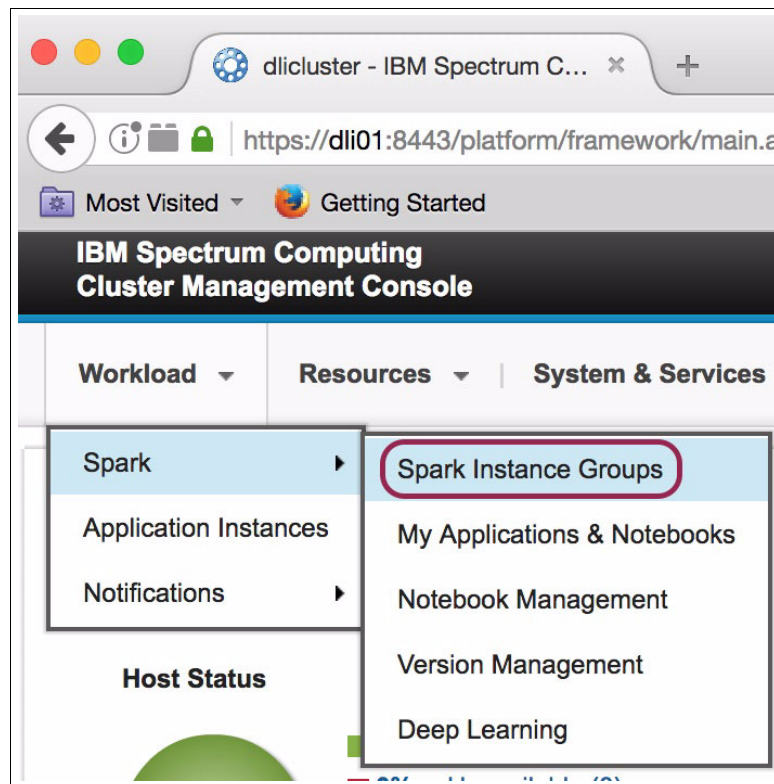 dlicluster - IBM Spectrum C...
https://dli01:8443/platform/framework/main.a
Most Visited
Getting Started
IBM Spectrum Computing
Cluster Management Console
Workload
Resources
System & Services
Spark
Spark Instance Groups
Application Instances
My Applications & Notebooks
Notifications
Notebook Management
Version Management
Host Status
Deep Learning